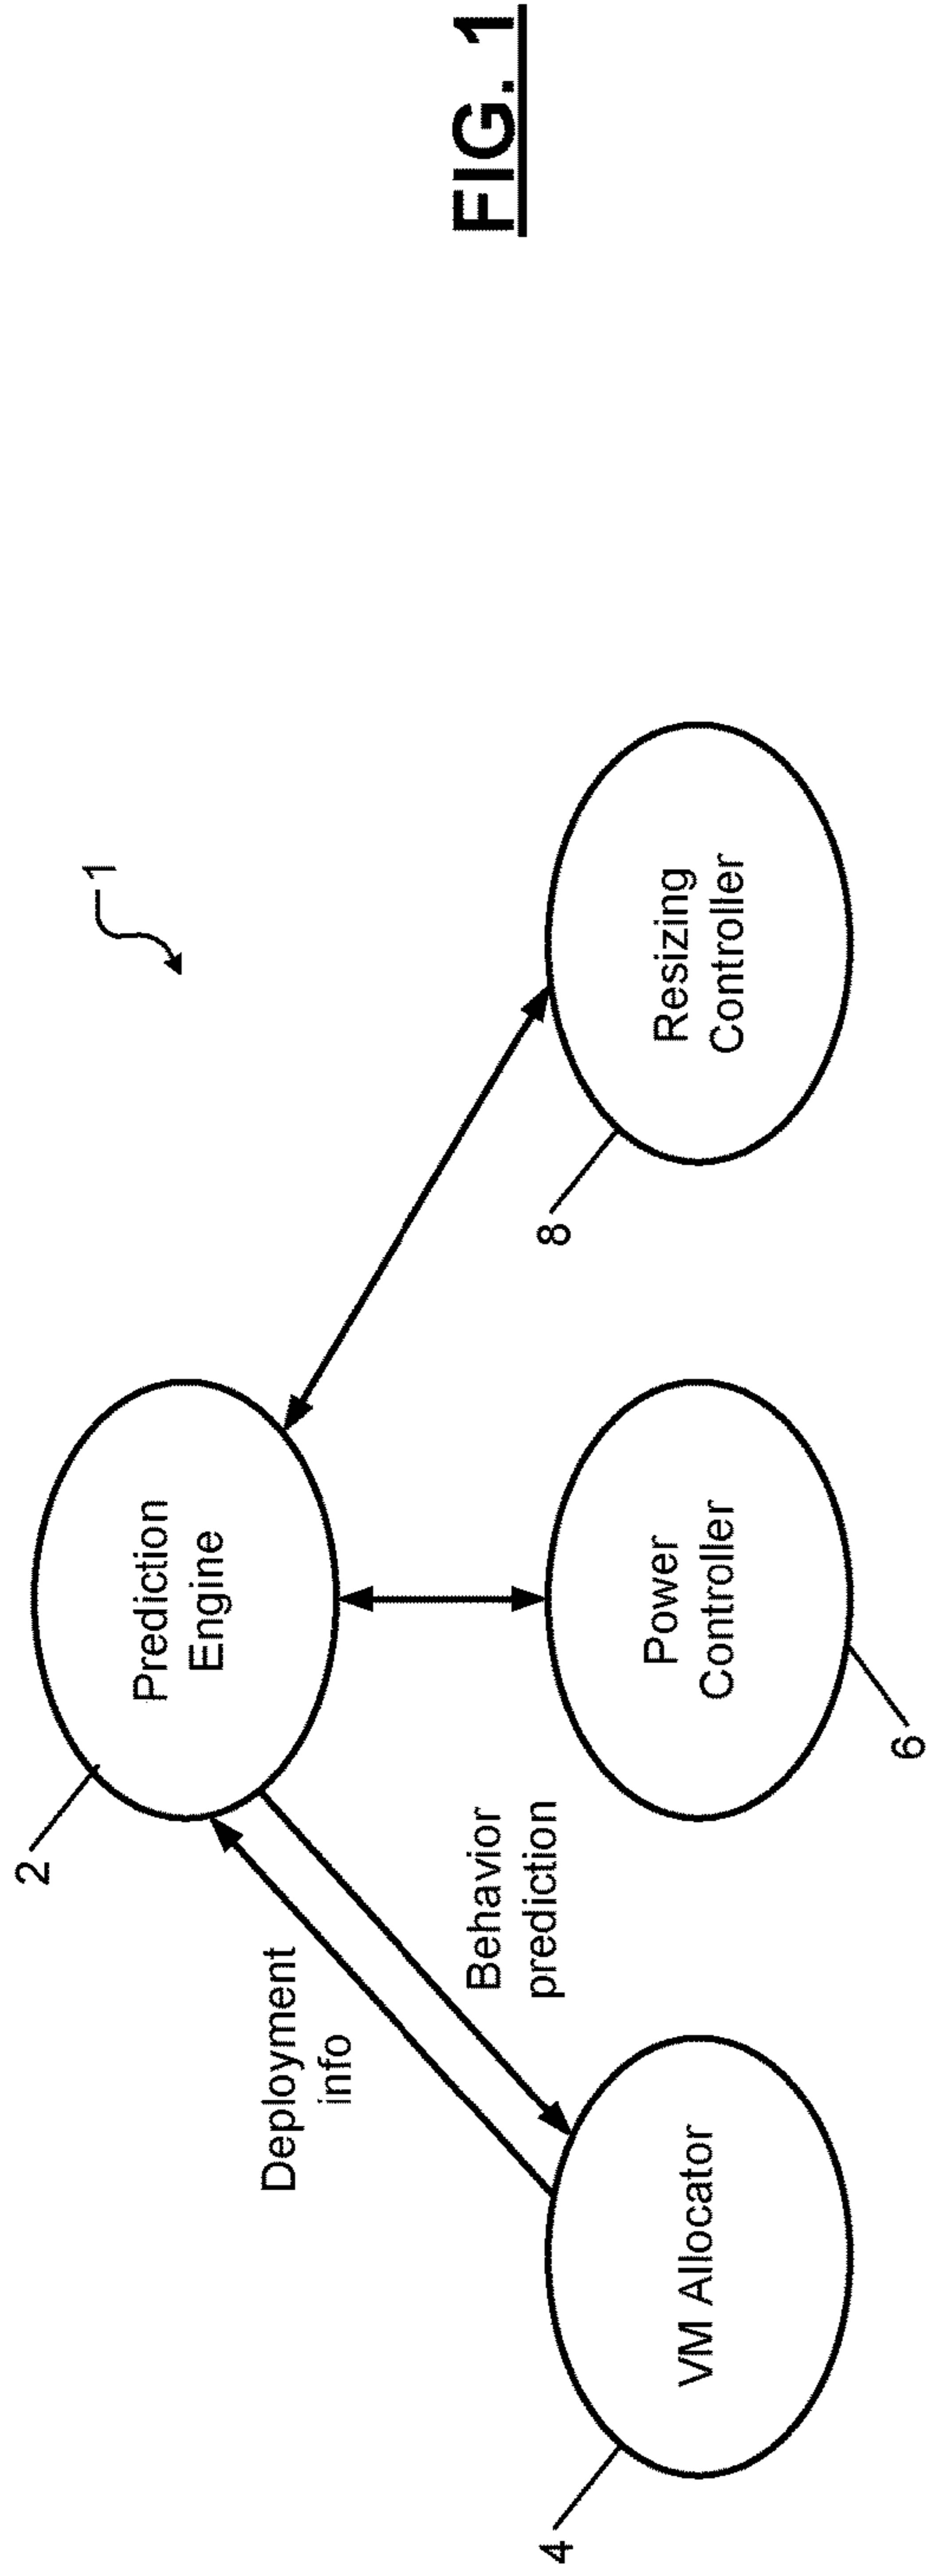 1
2
Prediction
Engine
Deployment
info
Behavior
prediction
4
VM Allocator
Power
Controller
6
8
Resizing
Controller
FIG. 1